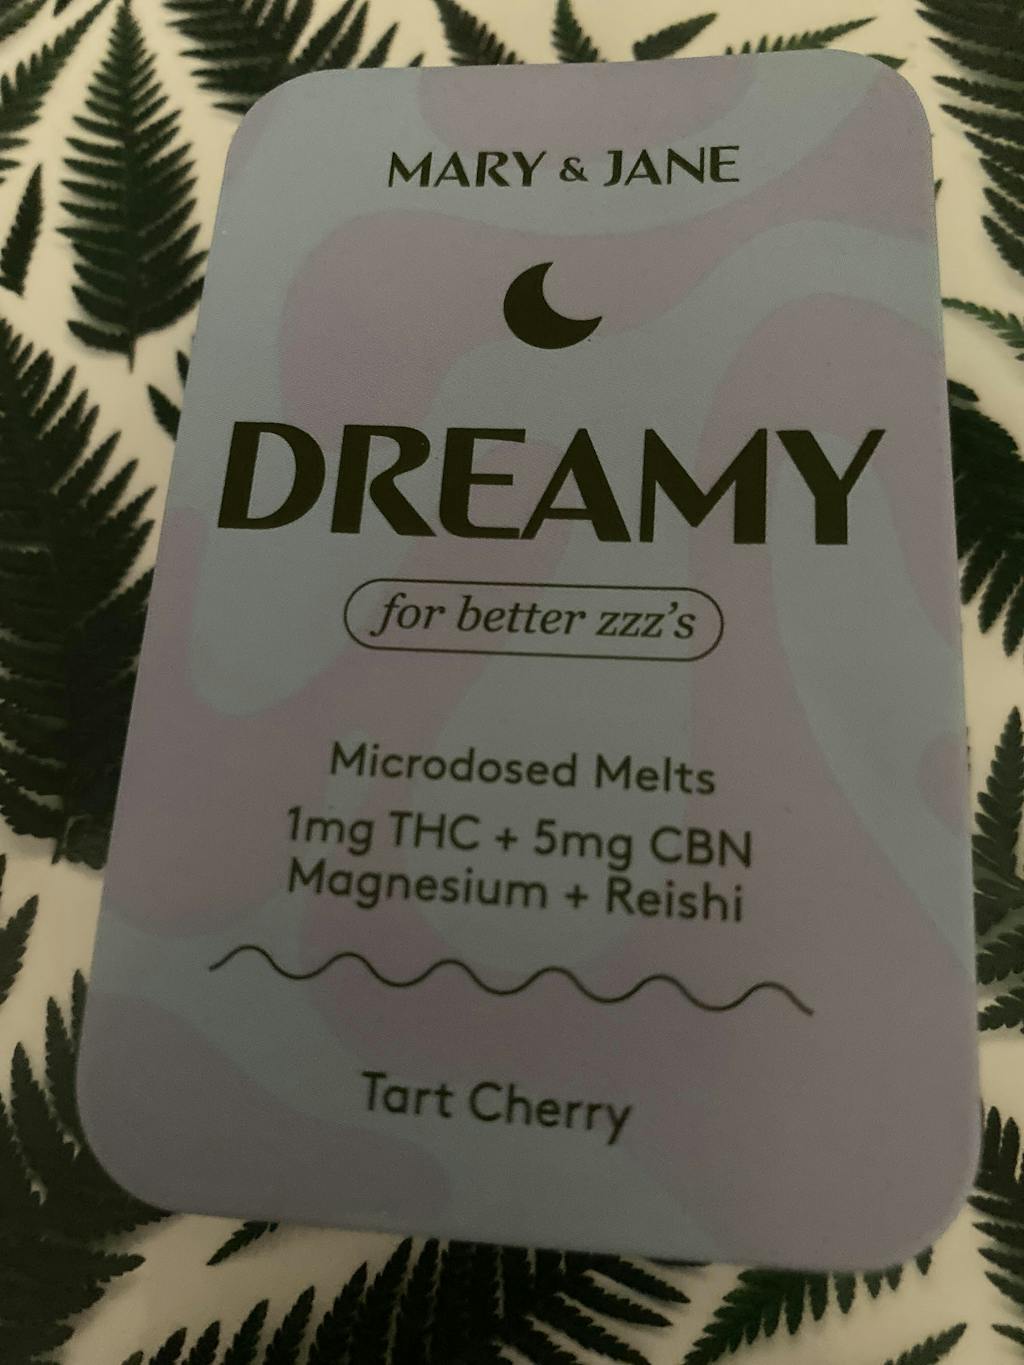 MARY & JANE
DREAMY
for better zzz's
Microdosed Melts
1mg THC + 5mg CBN
Magnesium + Reishi
Tart Cherry